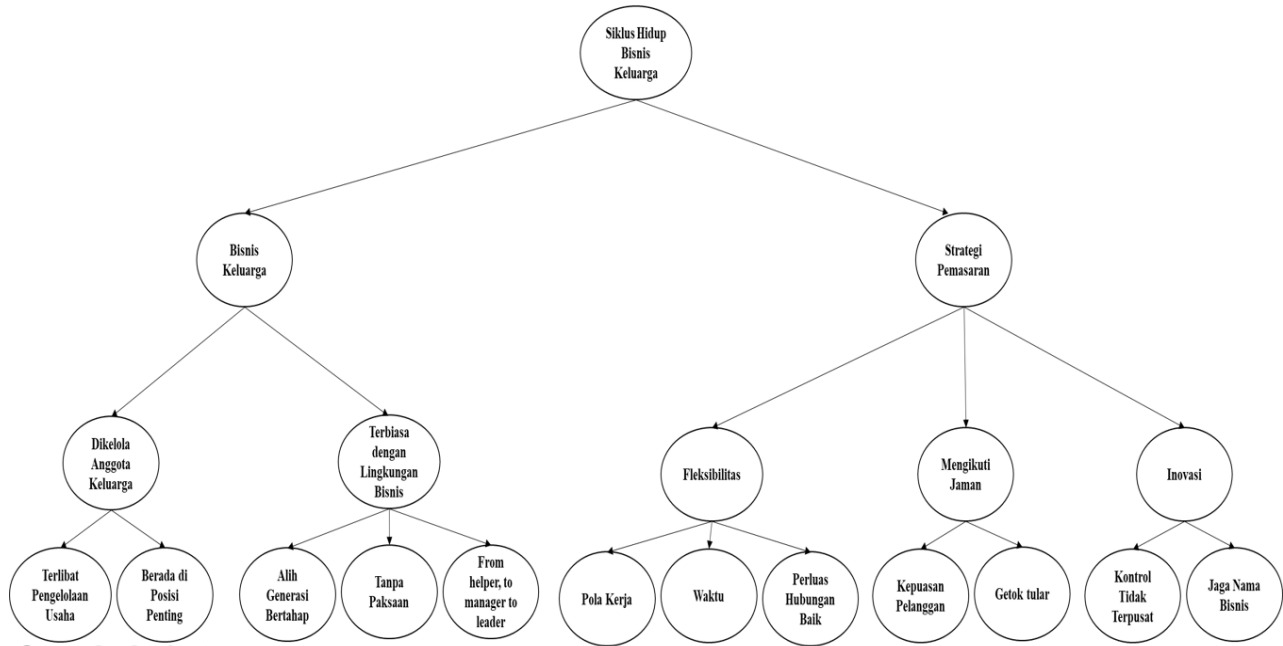 Siklus Hidup
Bisnis
Keluarga
Bisnis
Keluarga
Strategi
Pemasaran
Dikelola
Anggota
Keluarga
Terbiasa
dengan
Lingkungan
Bisnis
Fleksibilitas
Mengikuti
Jaman
Inovasi
Terlibat
Pengelolaan
Usaha
Berada di
Posisi
Penting
Alih
Generasi
Bertahap
Tanpa
Paksaan
From
helper, to
manager to
leader
Pola Kerja
Waktu
Perluas
Hubungan
Baik
Kepuasan
Pelanggan
Getok tular
Kontrol
Tidak
Terpusat
Jaga Nama
Bisnis